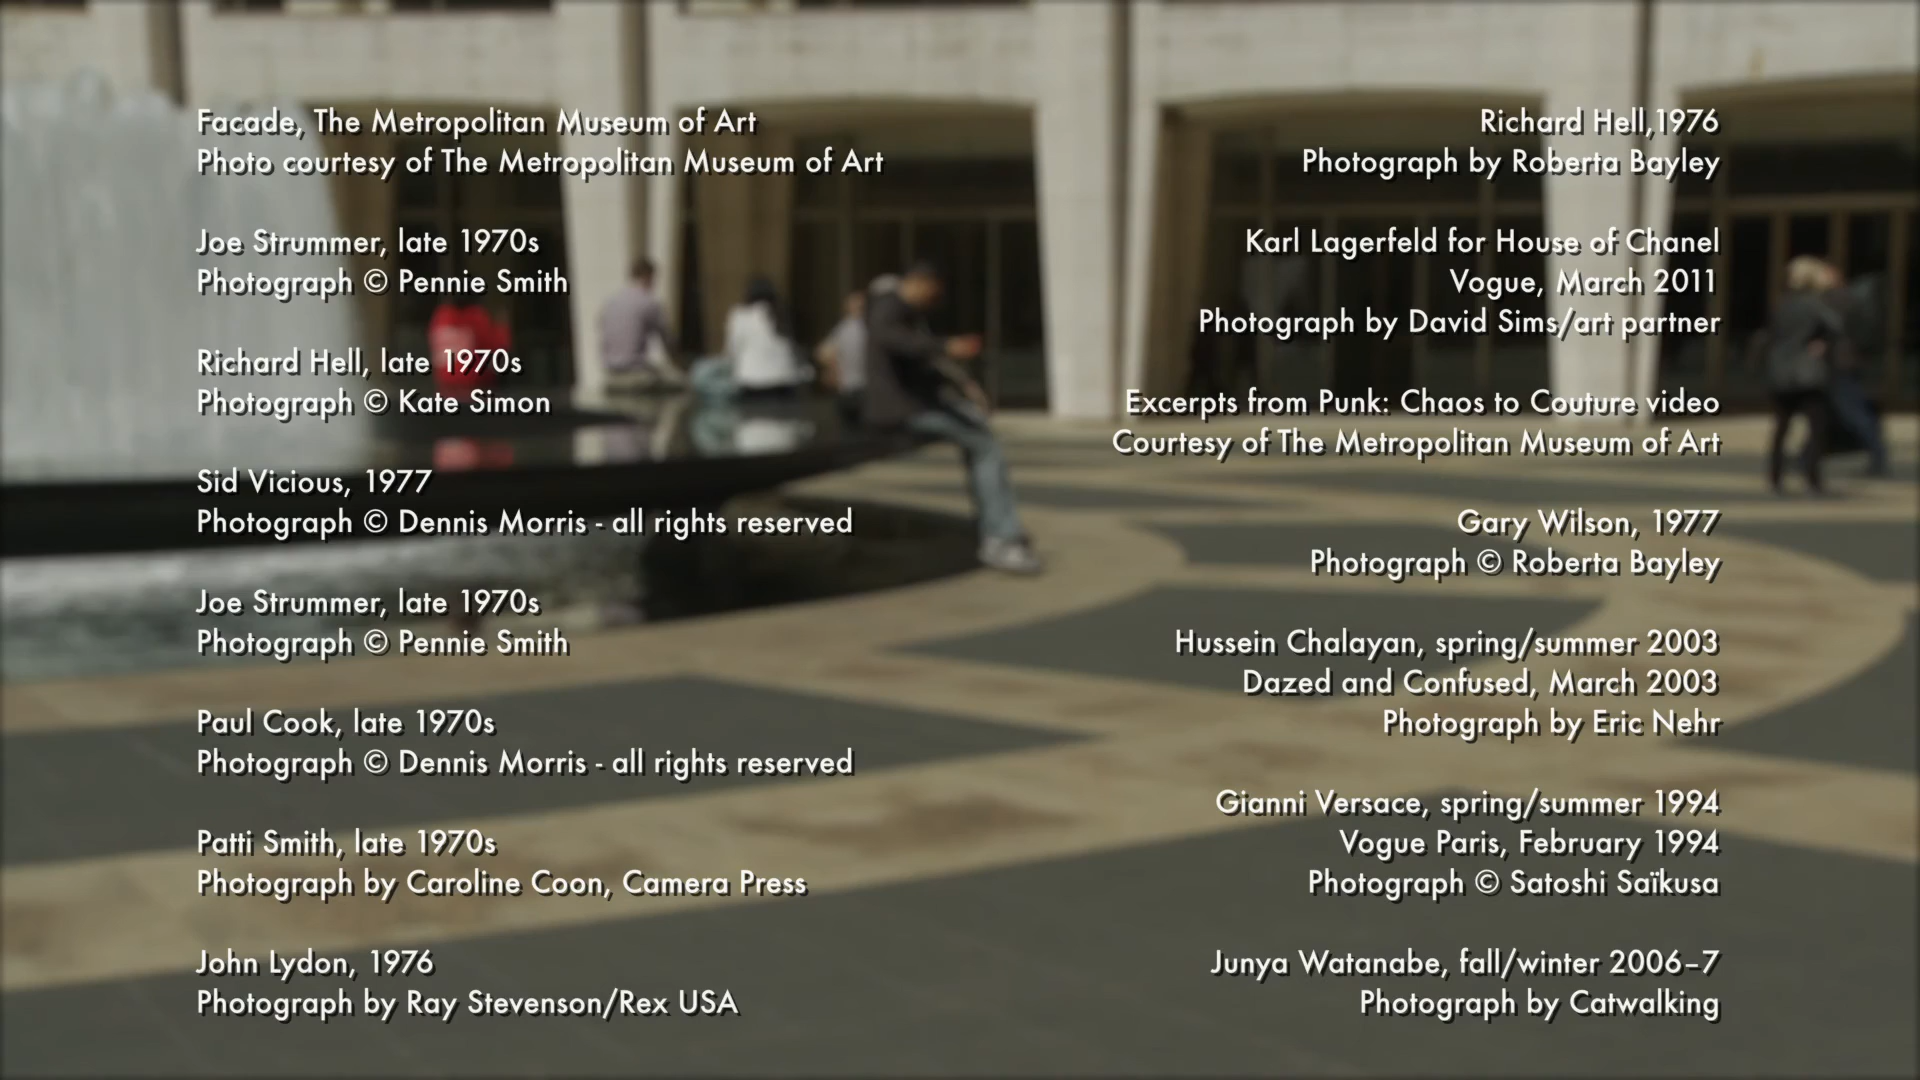 Facade, The Metropolitan Museum of Art
Photo courtesy of The Metropolitan Museum of Art
Joe Strummer, late 1970s
Photograph © Pennie Smith
Richard Hell, late 1970s
Photograph © Kate Simon
Sid Vicious, 1977
Photograph © Dennis Morris - all rights reserved
Joe Strummer, late 1970s
Photograph © Pennie Smith
Paul Cook, late 1970s
Photograph © Dennis Morris - all rights reserved
Patti Smith, late 1970s
Photograph by Caroline Coon, Camera Press
John Lydon, 1976
Photograph by Ray Stevenson/Rex USA
Richard Hell,1976
Photograph by Roberta Bayley
Karl Lagerfeld for House of Chanel
Vogue, March 2011
Photograph by David Sims/art partner
Excerpts from Punk: Chaos to Couture video
Courtesy of The Metropolitan Museum of Art
Gary Wilson, 1977
Photograph © Roberta Bayley
Hussein Chalayan, spring/summer 2003
Dazed and Confused, March 2003
Photograph by Eric Nehr
Gianni Versace, spring/summer 1994
Vogue Paris, February 1994
Photograph © Satoshi Saïkusa
Junya Watanabe, fall/winter 2006–7
Photograph by Catwalking